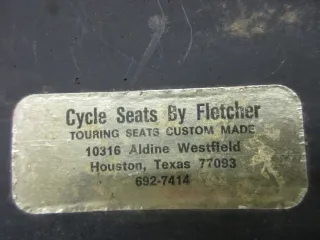 Cycle Seats By Fletcher
TOURING SEATS CUSTOM MADE
10316 Aldine Westfield
Houston, Texas 77093
692-7414